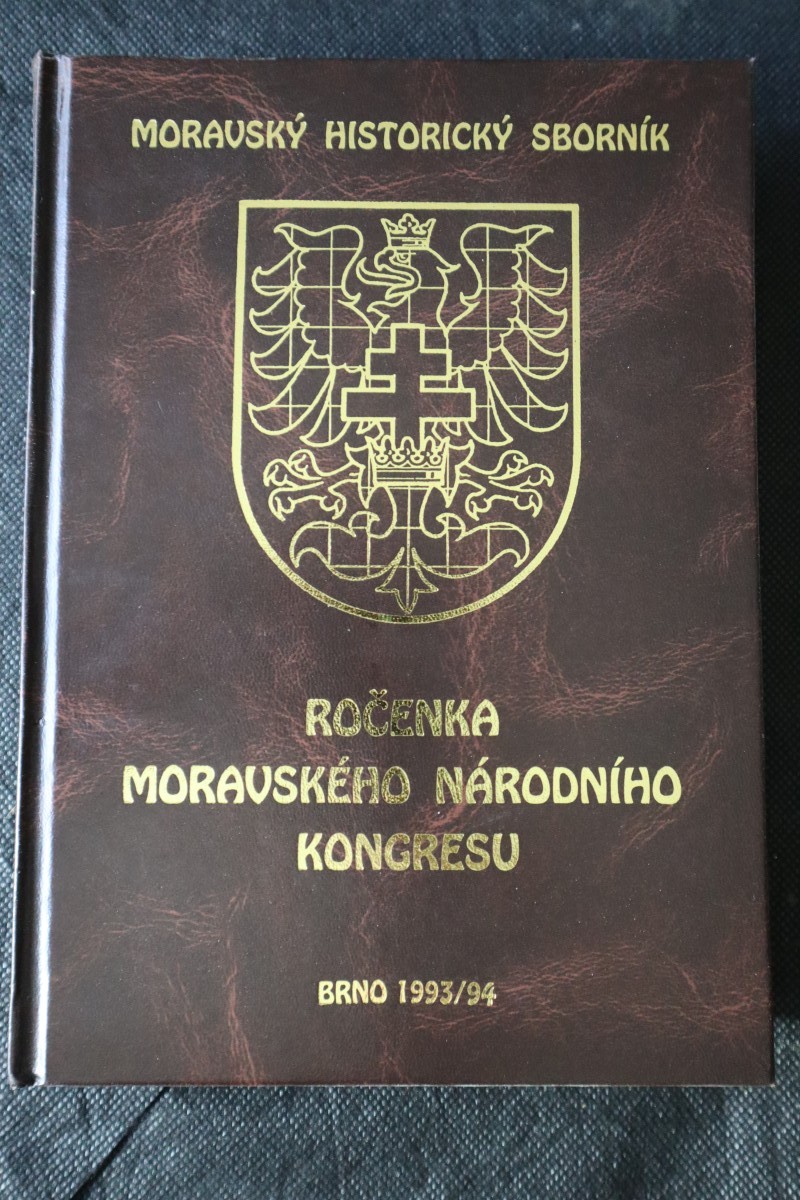 MORAVSKÝ HISTORICKÝ SBORNÍK
ROČENKA
MORAVSKÉHO NÁRODNÍHO
KONGRESU
BRNO 1993/94